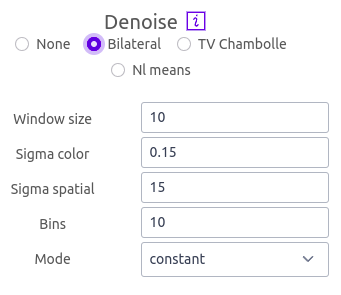 Denoise i
None Bilateral TV Chambolle
Nl means
Window size 10
Sigma color 0.15
Sigma spatial 15
Bins 10
Mode constant